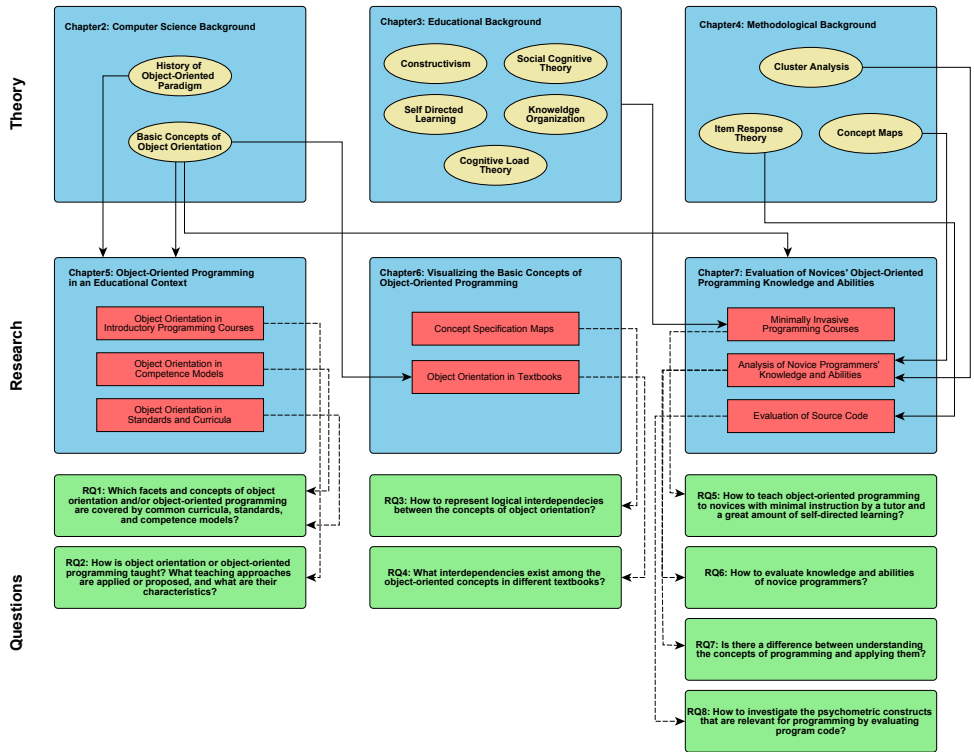 Theory
Chapter2: Computer Science Background
History of
Object-Oriented
Paradigm
Basic Concepts of
Object Orientation
Chapter3: Educational Background
Constructivism
Social Cognitive
Theory
Self Directed
Learning
Knoweldge
Organization
Cognitive Load
Theory
Chapter4: Methodological Background
Cluster Analysis
Item Response
Theory
Concept Maps
Research
Chapter5: Object-Oriented Programming
in an Educational Context
Object Orientation in
Introductory Programming Courses
Object Orientation in
Competence Models
Object Orientation in
Standards and Curricula
Chapter6: Visualizing the Basic Concepts of
Object-Oriented Programming
Concept Specification Maps
Object Orientation in Textbooks
Chapter7: Evaluation of Novices' Object-Oriented
Programming Knowledge and Abilities
Minimally Invasive
Programming Courses
Analysis of Novice Programmers'
Knowledge and Abilities
Evaluation of Source Code
Questions
RQ1: Which facets and concepts of object
orientation and/or object-oriented programming
are covered by common curricula, standards,
and competence models?
RQ2: How is object orientation or object-oriented
programming taught? What teaching approaches
are applied or proposed, and what are their
characteristics?
RQ3: How to represent logical interdependecies
between the concepts of object orientation?
RQ4: What interdependencies exist among the
object-oriented concepts in different textbooks?
RQ5: How to teach object-oriented programming
to novices with minimal instruction by a tutor and
a great amount of self-directed learning?
RQ6: How to evaluate knowledge and abilities
of novice programmers?
RQ7: Is there a difference between understanding
the concepts of programming and applying them?
RQ8: How to investigate the psychometric constructs
that are relevant for programming by evaluating
program code?